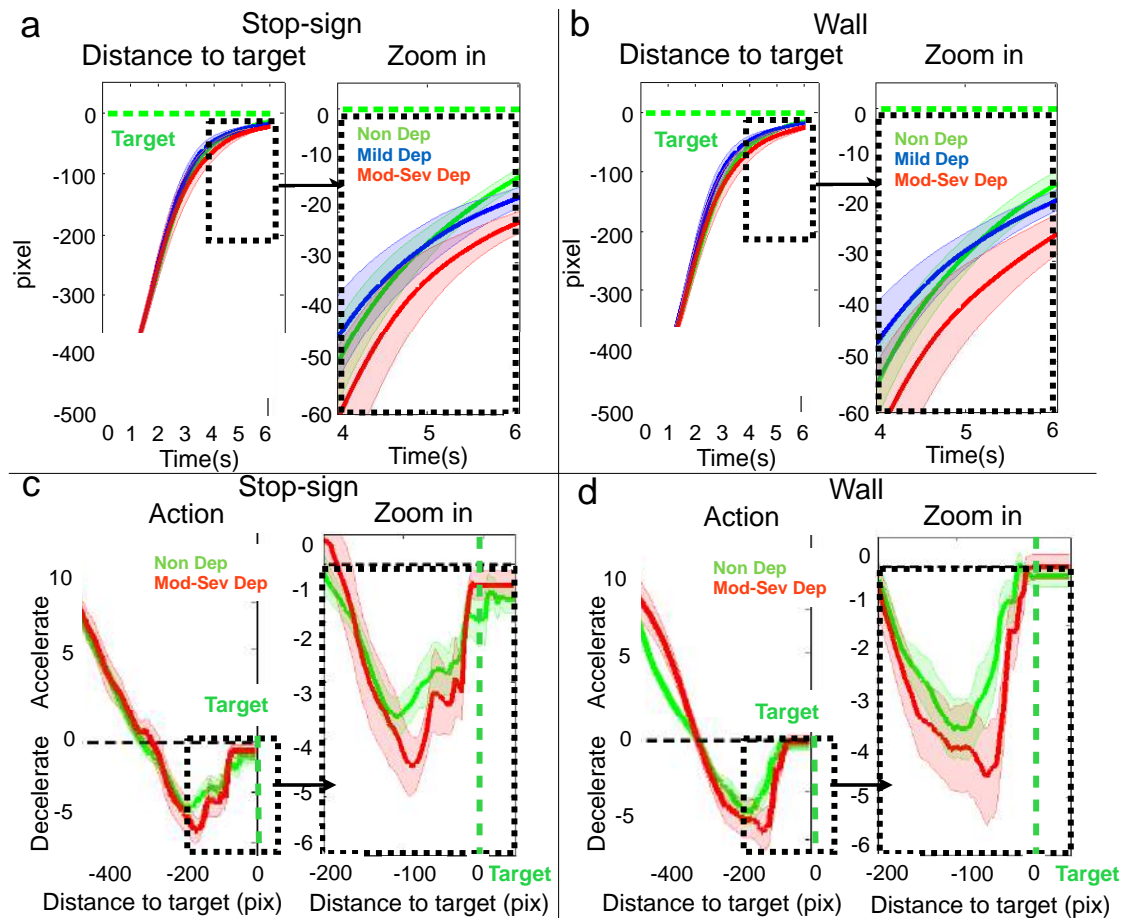 a
Stop-sign
Distance to target
Zoom in
0
-100
-200
-300
-400
-500
pixel
Target
0 1 2 3 4 5 6
Time(s)
0
-10
-20
-30
-40
-50
-60
Non Dep
Mild Dep
Mod-Sev Dep
4 5 6
Time(s)
b
Wall
Distance to target
Zoom in
0
-100
-200
-300
-400
-500
pixel
Target
0 1 2 3 4 5 6
Time(s)
0
-10
-20
-30
-40
-50
-60
Non Dep
Mild Dep
Mod-Sev Dep
4 5 6
Time(s)
c
Stop-sign
Action
Zoom in
Non Dep
Mod-Sev Dep
10
5
0
-5
Accelerate
Decelerate
Target
-400 -200 0
Distance to target (pix)
0
-1
-2
-3
-4
-5
-6
-200 -100 0
Target
Distance to target (pix)
d
Wall
Action
Zoom in
Non Dep
Mod-Sev Dep
10
5
0
-5
Accelerate
Decelerate
Target
-400 -200 0
Distance to target (pix)
0
-1
-2
-3
-4
-5
-6
-200 -100 0
Target
Distance to target (pix)